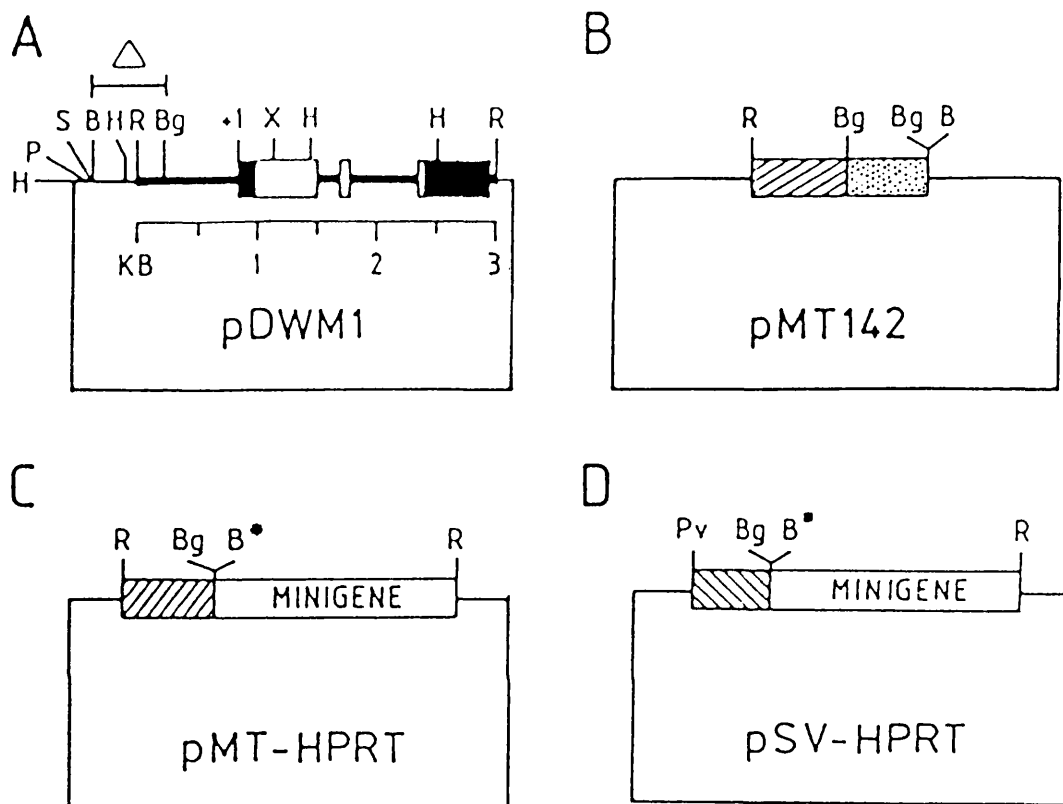 A
△
S B H R Bg +1 X H H R
P
H
KB 1 2 3
pDWM1
B
R Bg Bg B
pMT142
C
R Bg B* R
MINIGENE
pMT-HPRT
D
Pv Bg B* R
MINIGENE
pSV-HPRT